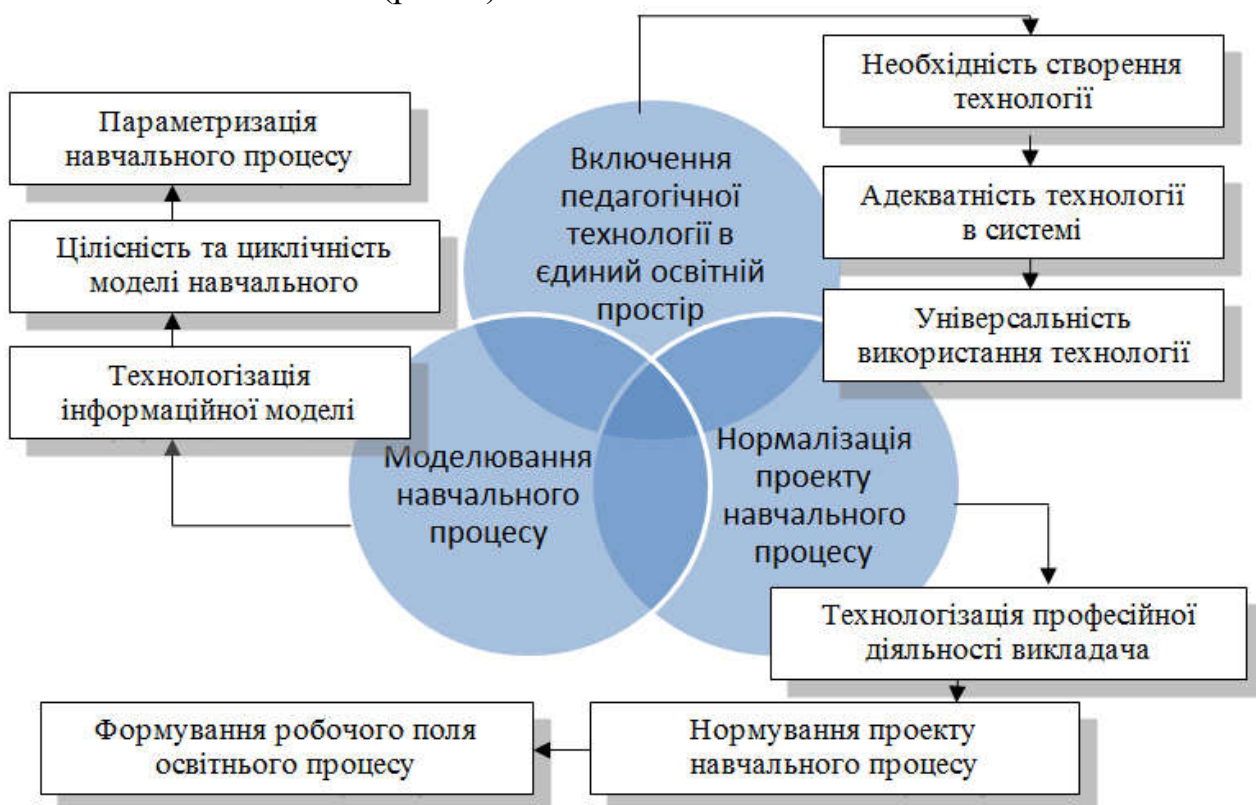 Необхідність створення
технології
Адекватність технології
в системі
Універсальність
використання технології
Параметризація
навчального процесу
Цілісність та циклічність
моделі навчального
Технологізація
інформаційної моделі
Включення
педагогічної
технології в
єдиний освітній
простір
Моделювання
навчального
процесу
Нормалізація
проекту
навчального
процесу
Технологізація професійної
діяльності викладача
Нормування проекту
навчального процесу
Формування робочого поля
освітнього процесу